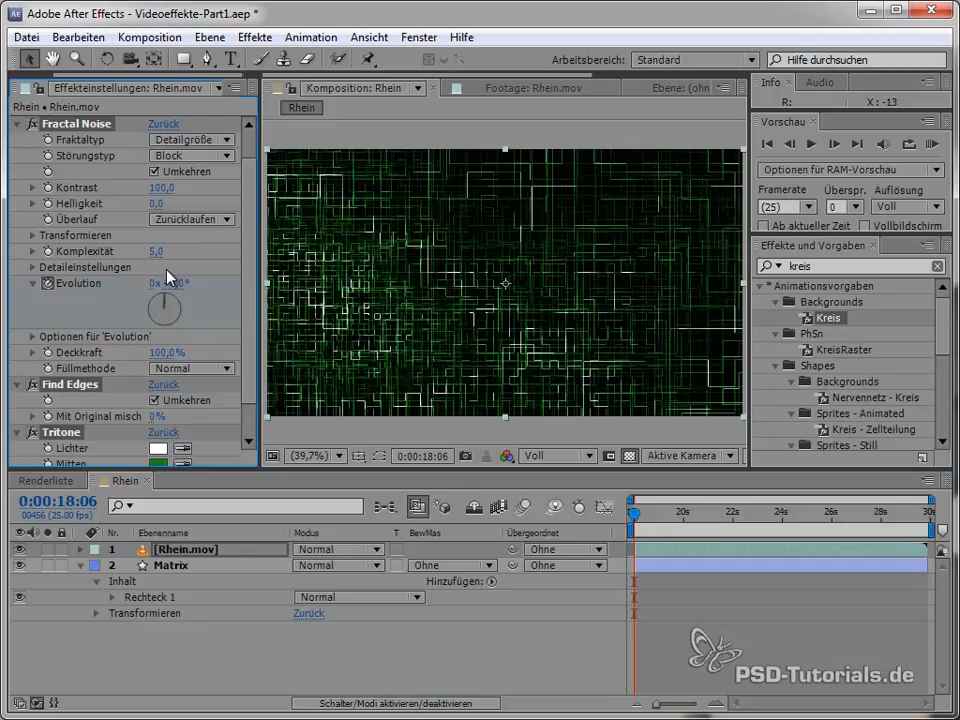 Adobe After Effects - Videoeffekte-Part1.aep *
Datei Bearbeiten Komposition Ebene Effekte Animation Ansicht Fenster Hilfe
Arbeitsbereich: Standard Hilfe durchsuchen
Effekteinstellungen: Rhein.mov
Komposition: Rhein
Footage: Rhein.mov
Ebene: (ohn
Info Audio
Rhein • Rhein.mov
Rhein
R: X : -13
Fractal Noise Zurück
Fraktaltyp Detailgröße
Störungstyp Block
Umkehren
Kontrast 100,0
Helligkeit 0,0
Überlauf Zurücklaufen
Transformieren
Komplexität 5,0
Detaileinstellungen
Evolution
Optionen für 'Evolution'
Deckkraft 100,0%
Füllmethode Normal
Find Edges Zurück
Umkehren
Mit Original misch 0%
Tritone Zurück
Lichter
Mitten
(39,7%) 0:00:18:06 Voll Aktive Kamera
Vorschau
Optionen für RAM-Vorschau
Framerate Überspr. Auflösung
(25) 0 Voll
Ab aktueller Zeit Vollbildschirm
Effekte und Vorgaben
kreis
* Animationsvorgaben
Backgrounds
Kreis
PhSn
KreisRaster
Shapes
Backgrounds
Nervennetz - Kreis
Sprites - Animated
Kreis - Zellteilung
Sprites - Still
Renderliste Rhein
0:00:18:06
00456 (25.00 fps)
20s 22s 24s 26s 28s 30s
Nr. Ebenenname Modus T BewMas Übergeordnet
1 [Rhein.mov] Normal Ohne
2 Matrix Normal Ohne Ohne
Inhalt Hinzufügen:
Rechteck 1 Normal
Transformieren Zurück
PSD-Tutorials.de
Schalter/Modi aktivieren/deaktivieren